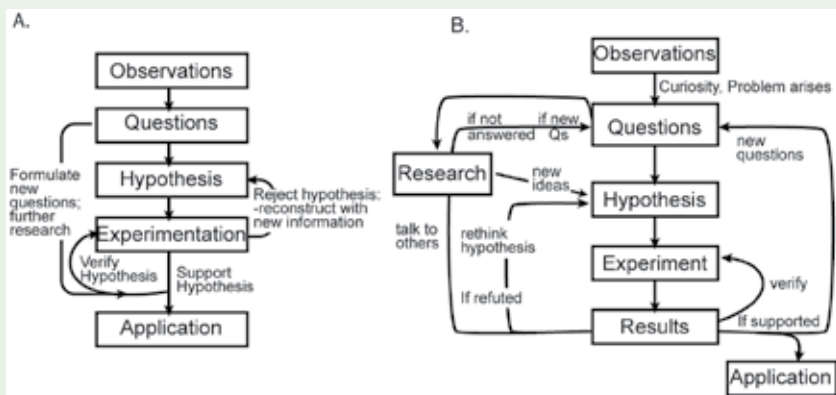 A.
Observations
Questions
Formulate
new
questions;
further
research
Hypothesis
Reject hypothesis;
-reconstruct with
new information
Experimentation
Verify
Hypothesis
Support
Hypothesis
Application
B.
Observations
Curiosity, Problem arises
if not
answered
if new
Qs
Questions
new
questions
Research
new
ideas
Hypothesis
talk to
others
rethink
hypothesis
Experiment
verify
If refuted
Results
If supported
Application